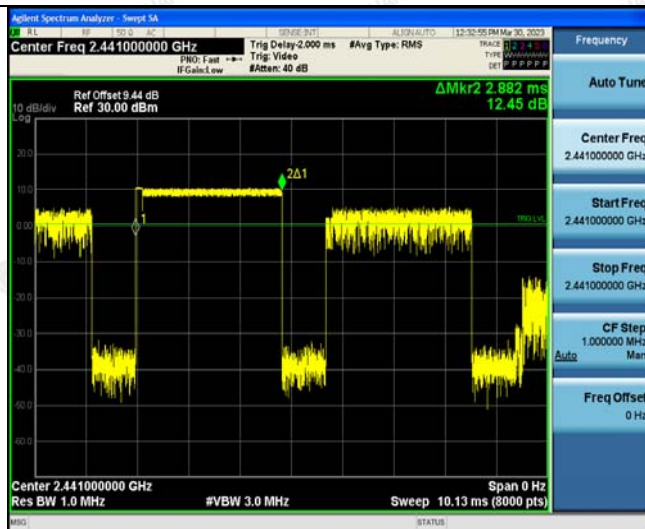 Agilent Spectrum Analyzer - Swept SA
RL RF 50 Ω AC SENSE:INT ALIGN AUTO 12:32:55 PM Mar 30, 2023
Center Freq 2.441000000 GHz
PNO: Fast
IFGain:Low
Trig Delay-2.000 ms
Trig: Video
#Atten: 40 dB
#Avg Type: RMS
TRACE 1 2 3 4 5 6
TYPE
DET P P P P P P
Ref Offset 9.44 dB
Ref 30.00 dBm
10 dB/div
Log
ΔMkr2 2.882 ms
12.45 dB
20.0
10.0
0.00
-10.0
-20.0
-30.0
-40.0
-50.0
-60.0
2Δ1
1
TRIG LVL
Center 2.441000000 GHz
Span 0 Hz
Res BW 1.0 MHz
#VBW 3.0 MHz
Sweep 10.13 ms (8000 pts)
MSG
STATUS
Frequency
Auto Tune
Center Freq
2.441000000 GHz
Start Freq
2.441000000 GHz
Stop Freq
2.441000000 GHz
CF Step
1.000000 MHz
Auto Man
Freq Offset
0 Hz